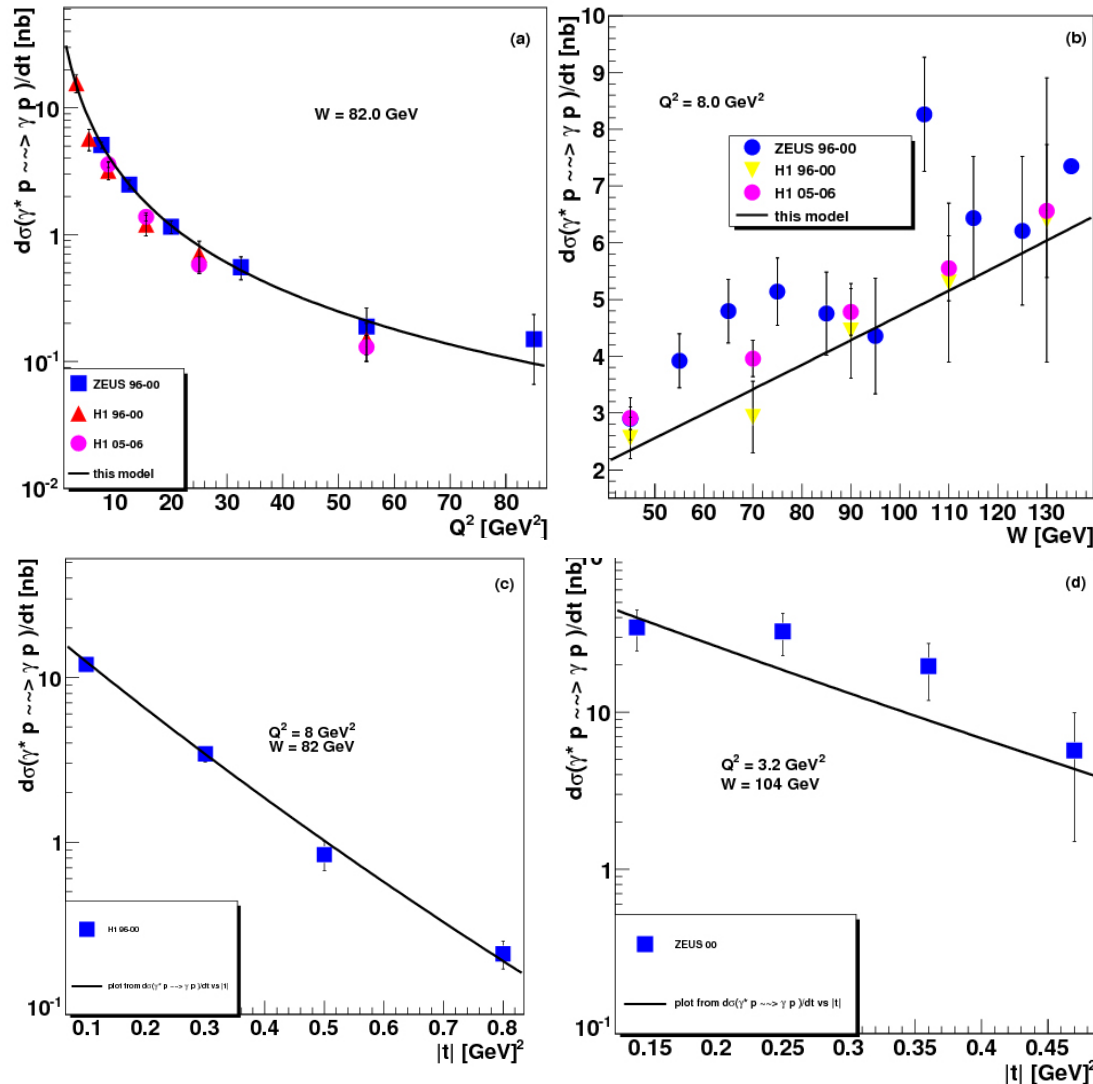 dσ(γ* p ~~> γ p )/dt [nb]
(a)
W = 82.0 GeV
10
1
10⁻¹
10⁻²
ZEUS 96-00
H1 96-00
H1 05-06
this model
10 20 30 40 50 60 70 80
Q² [GeV²]
dσ(γ* p ~~> γ p )/dt [nb]
(b)
Q² = 8.0 GeV²
10
9
8
7
6
5
4
3
2
ZEUS 96-00
H1 96-00
H1 05-06
this model
50 60 70 80 90 100 110 120 130
W [GeV]
dσ(γ* p ~~> γ p )/dt [nb]
(c)
Q² = 8 GeV²
W = 82 GeV
10
1
10⁻¹
H1 96-00
plot from dσ(γ* p ~~> γ p )/dt vs |t|
0.1 0.2 0.3 0.4 0.5 0.6 0.7 0.8
|t| [GeV]²
dσ(γ* p ~~> γ p )/dt [nb]
(d)
Q² = 3.2 GeV²
W = 104 GeV
10
1
10⁻¹
ZEUS 00
plot from dσ(γ* p ~~> γ p )/dt vs |t|
0.15 0.2 0.25 0.3 0.35 0.4 0.45
|t| [GeV]²